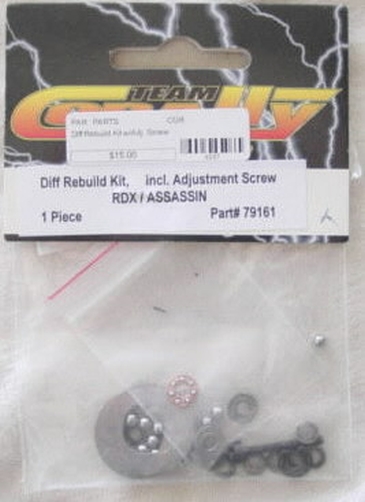 TEAM
CORALLY
PAR PARTS COR
Diff Rebuild Kit w/Adj. Screw
$15.00
Diff Rebuild Kit, incl. Adjustment Screw
RDX / ASSASSIN
1 Piece Part# 79161